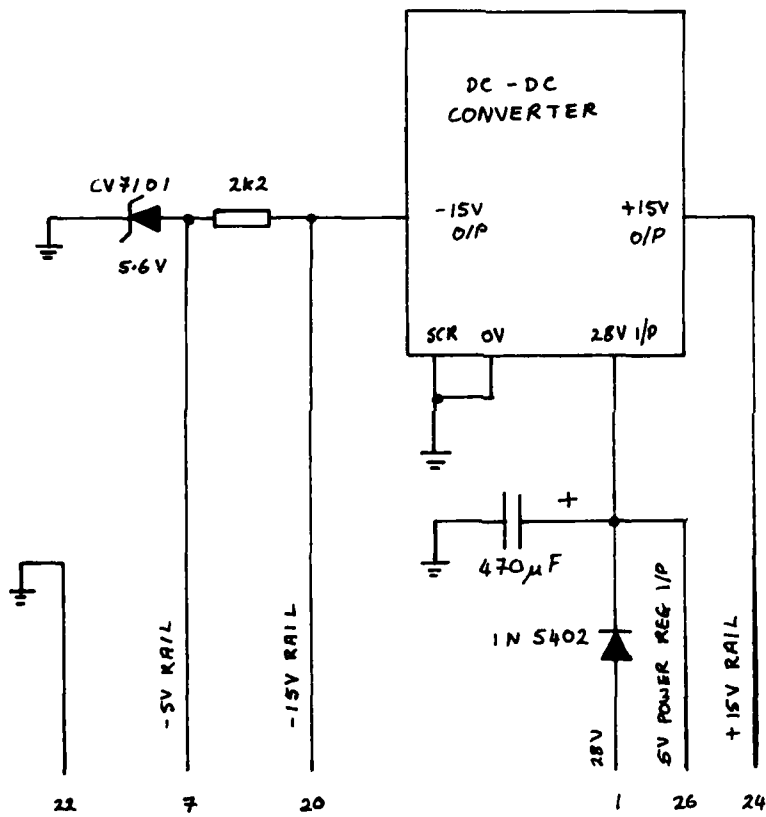 DC - DC
CONVERTER
CV7101
2k2
-15V
O/P
+15V
O/P
5.6V
SCR
0V
28V I/P
+
470µF
IN 5402
-5V RAIL
-15V RAIL
28V
5V POWER REG I/P
+15V RAIL
22
7
20
1
26
24